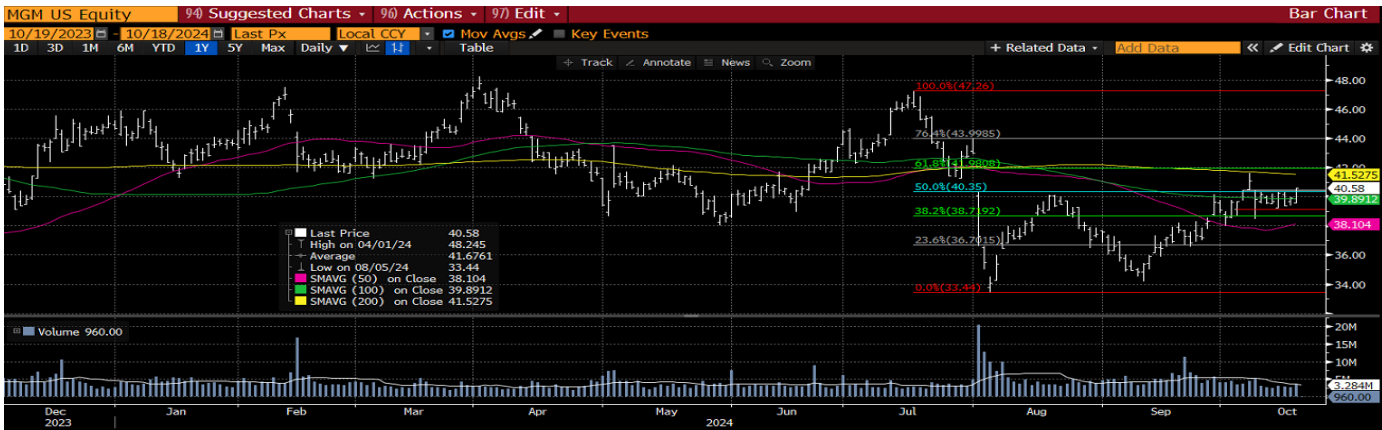 MGM US Equity 94) Suggested Charts 96) Actions 97) Edit Bar Chart
10/19/2023 - 10/18/2024 Last Px Local CCY Mov Avgs Key Events
1D 3D 1M 6M YTD 1Y 5Y Max Daily ▼ Table + Related Data Add Data « Edit Chart
Track Annotate News Zoom
48.00
100.0%(47.26)
46.00
76.4%(43.9985)
44.00
42.00
61.8%(41.9808)
41.5275
50.0%(40.35)
40.58
39.8912
38.2%(38.7192)
38.104
23.6%(36.7015)
36.00
34.00
0.0%(33.44)
Last Price 40.58
High on 04/01/24 48.245
Average 41.6761
Low on 08/05/24 33.44
SMAVG (50) on Close 38.104
SMAVG (100) on Close 39.8912
SMAVG (200) on Close 41.5275
Volume 960.00
20M
15M
10M
3.284M
960.00
Dec Jan Feb Mar Apr May Jun Jul Aug Sep Oct
2023 2024